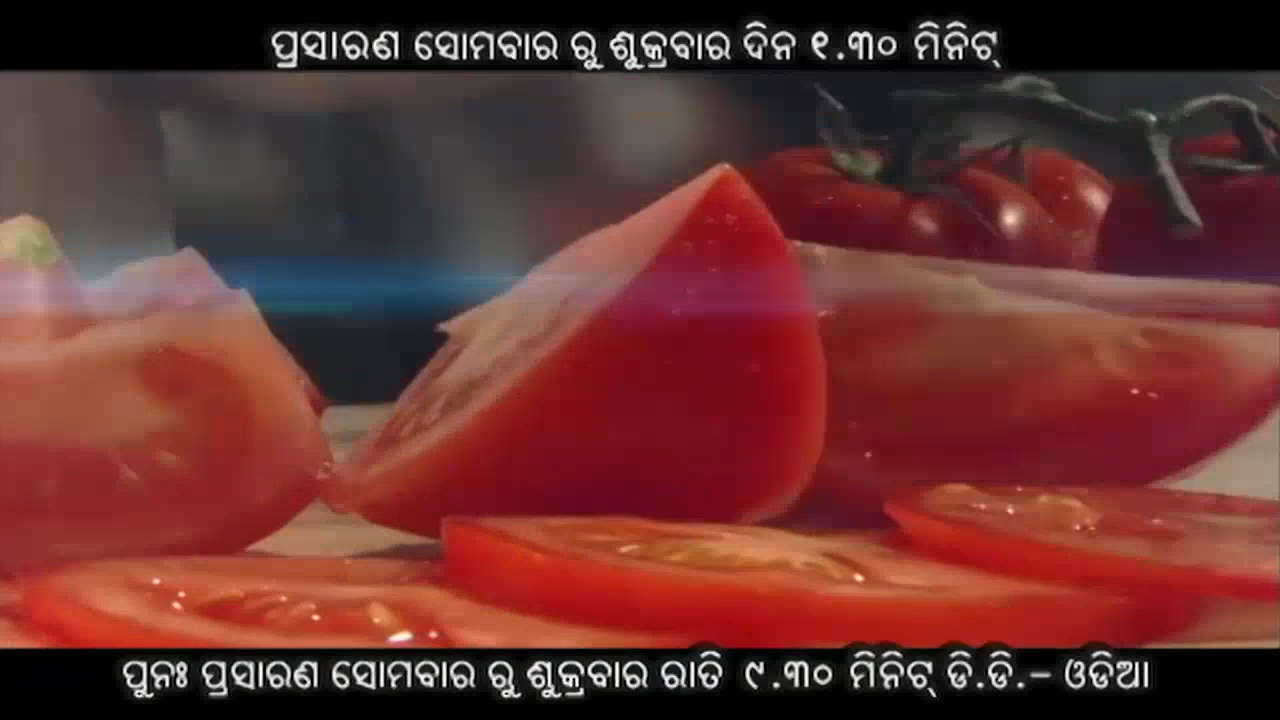 ପ୍ରସାରଣ ସୋମବାର ରୁ ଶୁକ୍ରବାର ଦିନ ୧.୩୦ ମିନିଟ୍
ପୁନଃ ପ୍ରସାରଣ ସୋମବାର ରୁ ଶୁକ୍ରବାର ରାତି ୯.୩୦ ମିନିଟ୍ ଡି.ଡି.– ଓଡିଆ